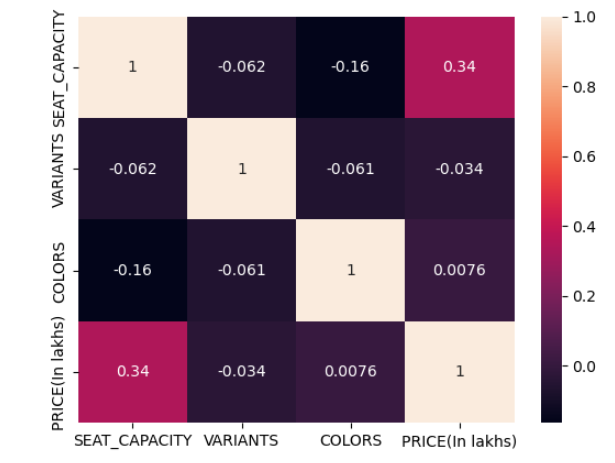 SEAT_CAPACITY
1
-0.062
-0.16
0.34
VARIANTS
-0.062
1
-0.061
-0.034
COLORS
-0.16
-0.061
1
0.0076
PRICE(In lakhs)
0.34
-0.034
0.0076
1
SEAT_CAPACITY
VARIANTS
COLORS
PRICE(In lakhs)
1.0
0.8
0.6
0.4
0.2
0.0